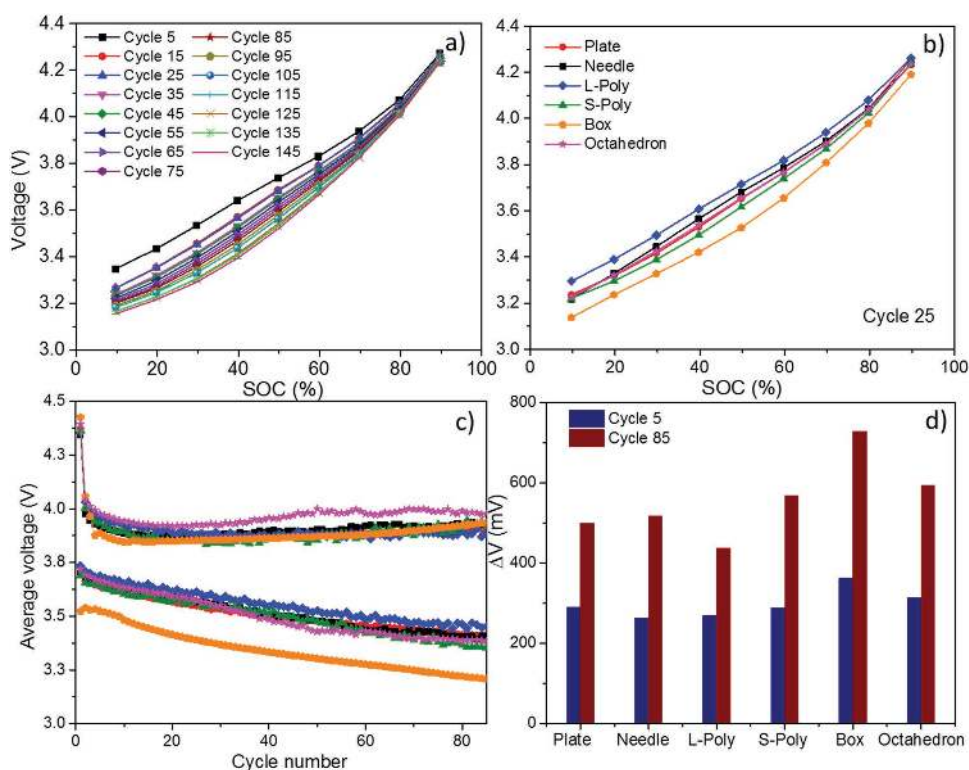 a)
Cycle 5
Cycle 15
Cycle 25
Cycle 35
Cycle 45
Cycle 55
Cycle 65
Cycle 75
Cycle 85
Cycle 95
Cycle 105
Cycle 115
Cycle 125
Cycle 135
Cycle 145
Voltage (V)
4.4
4.2
4.0
3.8
3.6
3.4
3.2
3.0
0 20 40 60 80 100
SOC (%)
b)
Plate
Needle
L-Poly
S-Poly
Box
Octahedron
Cycle 25
4.4
4.2
4.0
3.8
3.6
3.4
3.2
3.0
0 20 40 60 80 100
SOC (%)
c)
Average voltage (V)
4.5
4.3
4.0
3.8
3.5
3.3
3.0
0 20 40 60 80
Cycle number
d)
Cycle 5
Cycle 85
ΔV (mV)
800
600
400
200
0
Plate Needle L-Poly S-Poly Box Octahedron